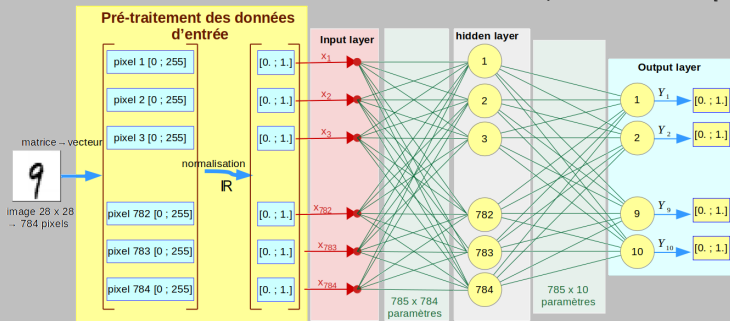 Pré-traitement des données
d'entrée
pixel 1 [0 ; 255]
pixel 2 [0 ; 255]
pixel 3 [0 ; 255]
pixel 782 [0 ; 255]
pixel 783 [0 ; 255]
pixel 784 [0 ; 255]
matrice→vecteur
9
image 28 x 28
→ 784 pixels
normalisation
IR
[0. ; 1.]
[0. ; 1.]
[0. ; 1.]
[0. ; 1.]
[0. ; 1.]
[0. ; 1.]
Input layer
x1
x2
x3
x782
x783
x784
785 x 784
paramètres
hidden layer
1
2
3
782
783
784
785 x 10
paramètres
Output layer
1 Y1 [0. ; 1.]
2 Y2 [0. ; 1.]
9 Y9 [0. ; 1.]
10 Y10 [0. ; 1.]